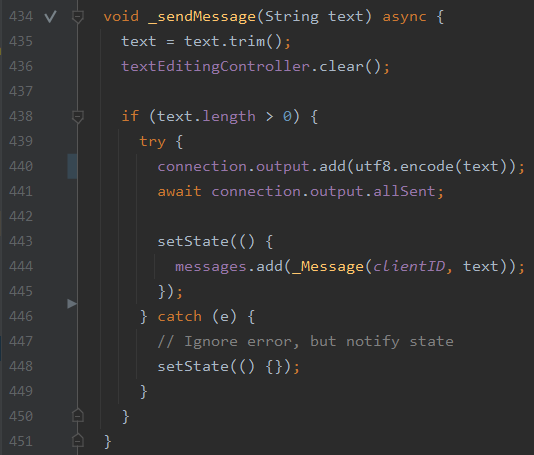 434 void _sendMessage(String text) async {
435 text = text.trim();
436 textEditingController.clear();
437
438 if (text.length > 0) {
439 try {
440 connection.output.add(utf8.encode(text));
441 await connection.output.allSent;
442
443 setState(() {
444 messages.add(_Message(clientID, text));
445 });
446 } catch (e) {
447 // Ignore error, but notify state
448 setState(() {});
449 }
450 }
451 }